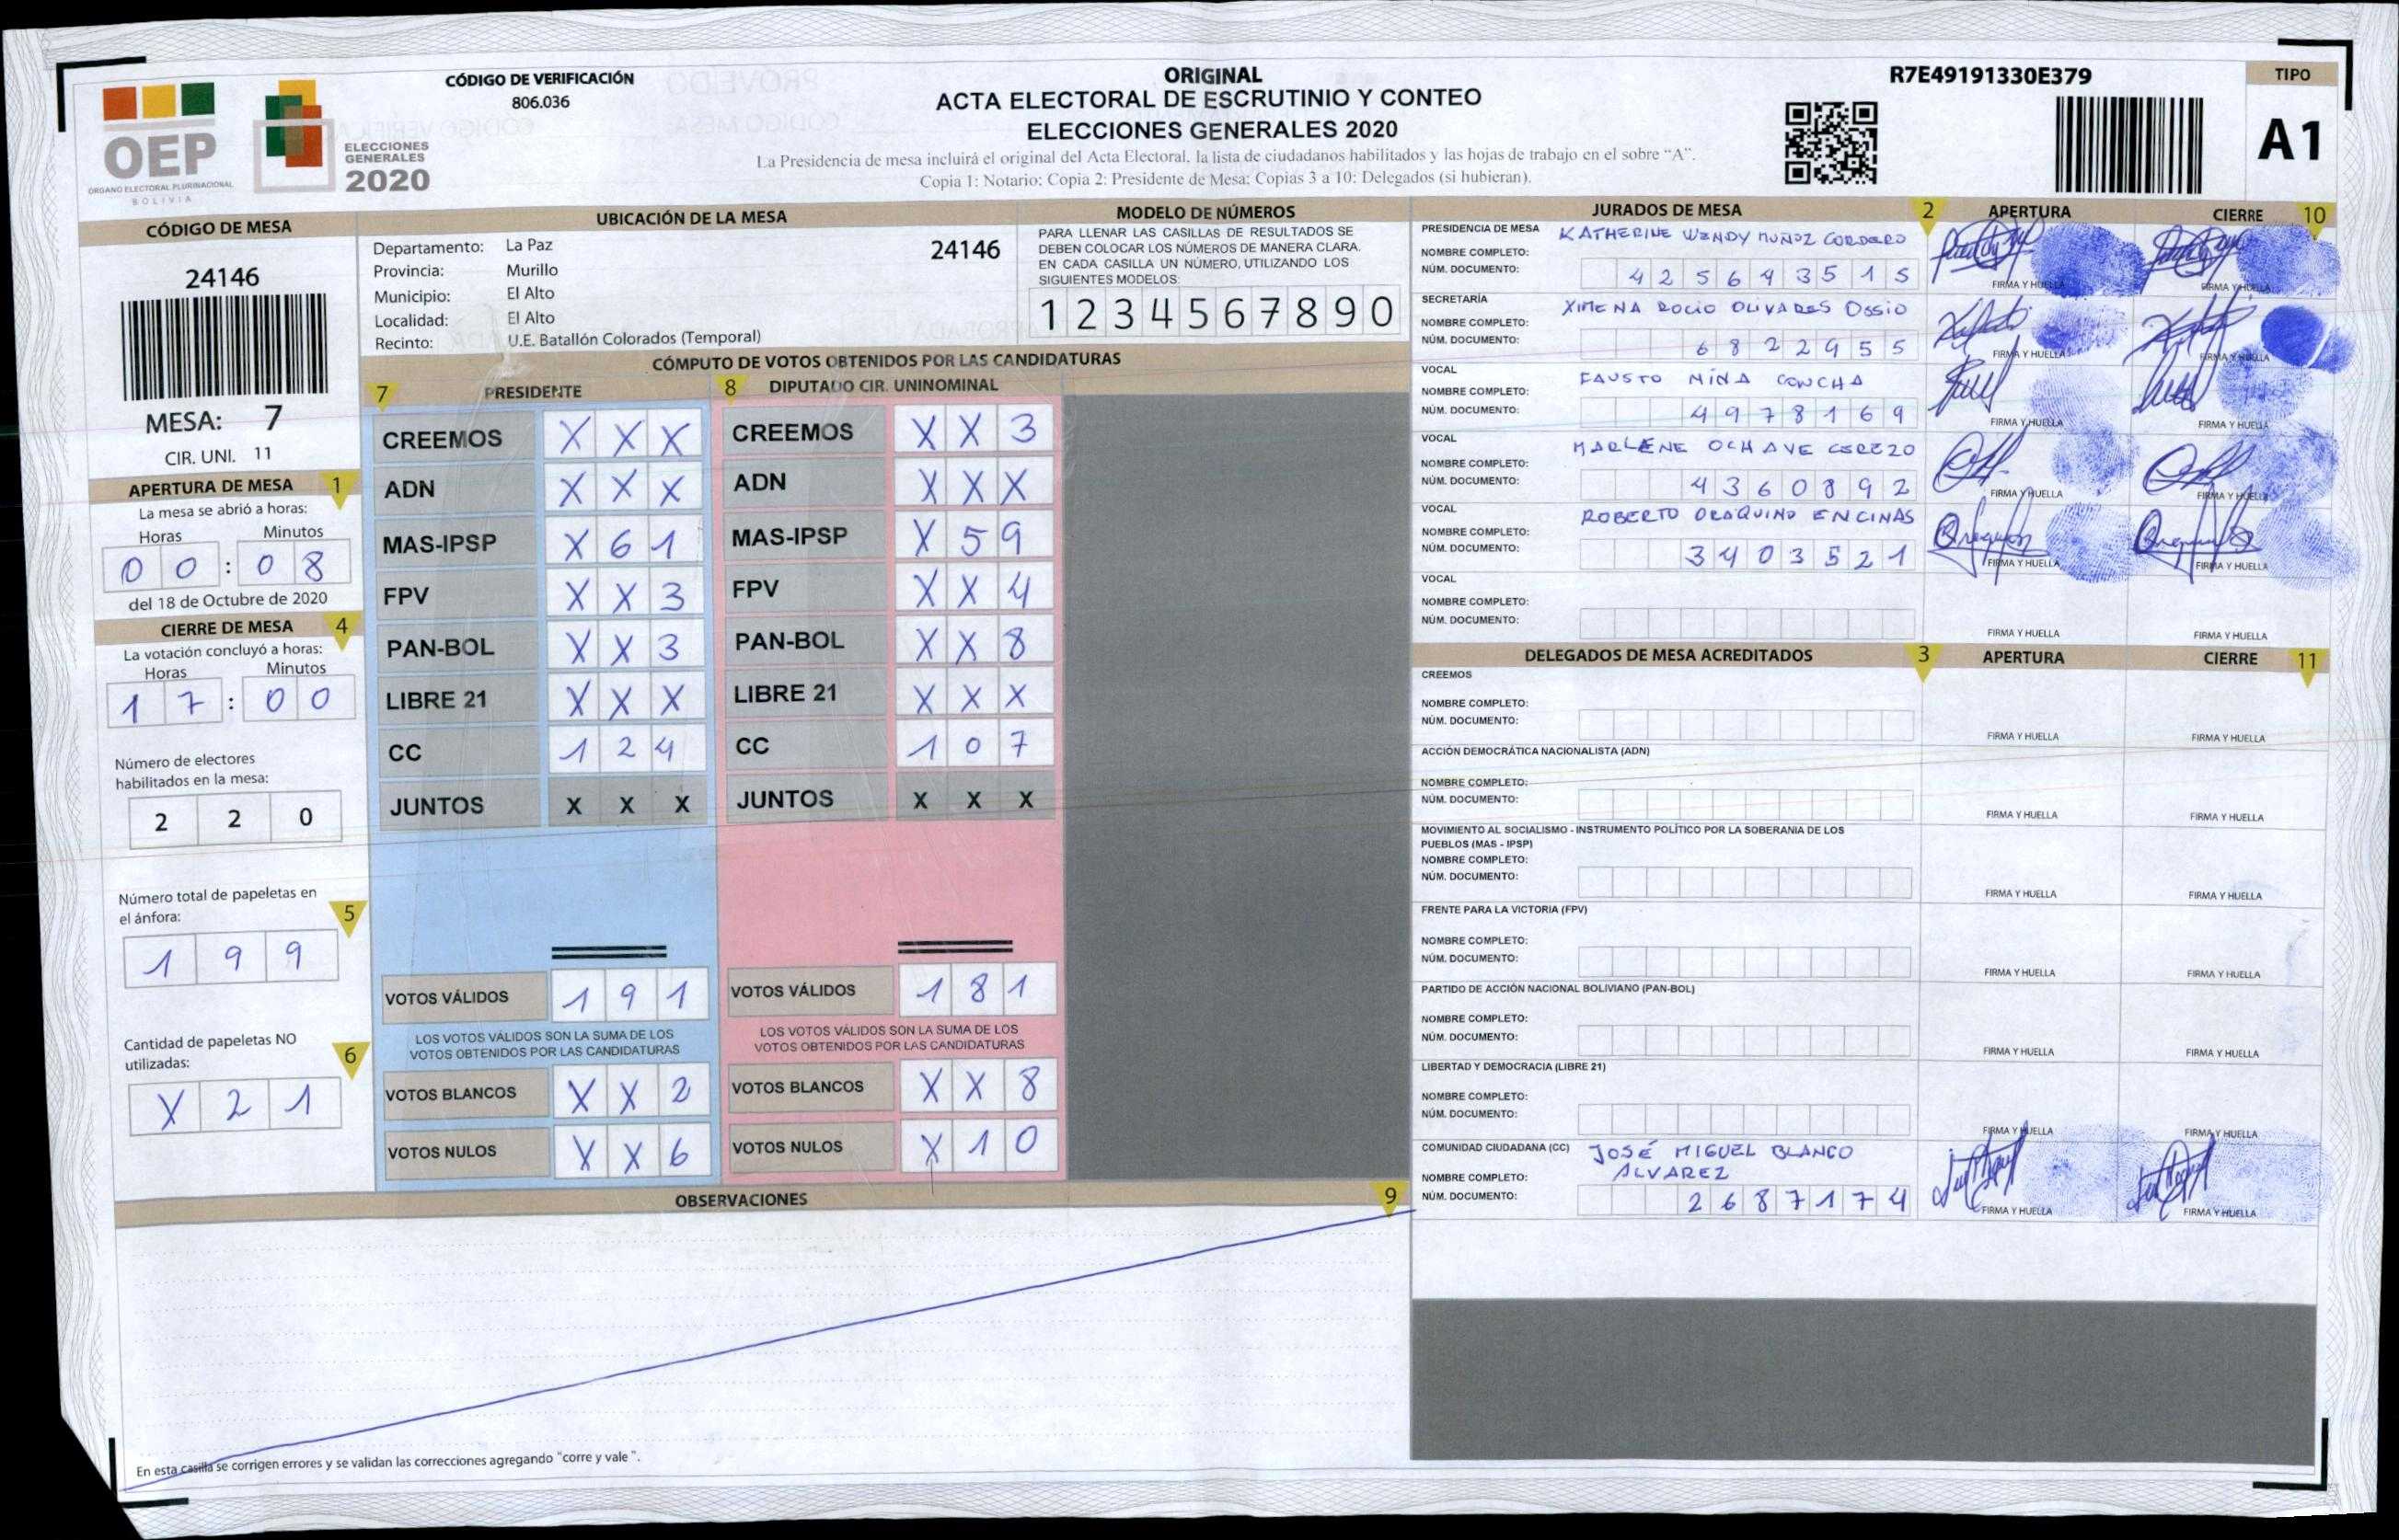 CÓDIGO DE VERIFICACIÓN
806.036
OEP
ÓRGANO ELECTORAL PLURINACIONAL
BOLIVIA
ELECCIONES
GENERALES
2020
ORIGINAL
ACTA ELECTORAL DE ESCRUTINIO Y CONTEO
ELECCIONES GENERALES 2020
La Presidencia de mesa incluirá el original del Acta Electoral, la lista de ciudadanos habilitados y las hojas de trabajo en el sobre “A”.
Copia 1: Notario; Copia 2: Presidente de Mesa; Copias 3 a 10: Delegados (si hubieran).
R7E49191330E379
TIPO
A1
CÓDIGO DE MESA
24146
MESA: 7
CIR. UNI. 11
APERTURA DE MESA 1
La mesa se abrió a horas:
Horas Minutos
0 0 : 0 8
del 18 de Octubre de 2020
CIERRE DE MESA 4
La votación concluyó a horas:
Horas Minutos
1 7 : 0 0
Número de electores
habilitados en la mesa:
2 2 0
Número total de papeletas en
el ánfora: 5
1 9 9
Cantidad de papeletas NO
utilizadas: 6
X 2 1
UBICACIÓN DE LA MESA
Departamento: La Paz 24146
Provincia: Murillo
Municipio: El Alto
Localidad: El Alto
Recinto: U.E. Batallón Colorados (Temporal)
MODELO DE NÚMEROS
PARA LLENAR LAS CASILLAS DE RESULTADOS SE
DEBEN COLOCAR LOS NÚMEROS DE MANERA CLARA,
EN CADA CASILLA UN NÚMERO, UTILIZANDO LOS
SIGUIENTES MODELOS:
1 2 3 4 5 6 7 8 9 0
CÓMPUTO DE VOTOS OBTENIDOS POR LAS CANDIDATURAS
7 PRESIDENTE
CREEMOS X X X
ADN X X X
MAS-IPSP X 6 1
FPV X X 3
PAN-BOL X X 3
LIBRE 21 X X X
CC 1 2 4
JUNTOS X X X
VOTOS VÁLIDOS 1 9 1
LOS VOTOS VÁLIDOS SON LA SUMA DE LOS
VOTOS OBTENIDOS POR LAS CANDIDATURAS
VOTOS BLANCOS X X 2
VOTOS NULOS X X 6
8 DIPUTADO CIR. UNINOMINAL
CREEMOS X X 3
ADN X X X
MAS-IPSP X 5 9
FPV X X 4
PAN-BOL X X 8
LIBRE 21 X X X
CC 1 0 7
JUNTOS X X X
VOTOS VÁLIDOS 1 8 1
LOS VOTOS VÁLIDOS SON LA SUMA DE LOS
VOTOS OBTENIDOS POR LAS CANDIDATURAS
VOTOS BLANCOS X X 8
VOTOS NULOS X 1 0
OBSERVACIONES 9
En esta casilla se corrigen errores y se validan las correcciones agregando "corre y vale ".
JURADOS DE MESA 2 APERTURA CIERRE 10
PRESIDENCIA DE MESA KATHERINE WENDY MUÑOZ CORDERO
NOMBRE COMPLETO:
NÚM. DOCUMENTO: 4 2 5 6 4 3 5 1 5
FIRMA Y HUELLA FIRMA Y HUELLA
SECRETARÍA XIMENA ROCIO OLIVARES OSSIO
NOMBRE COMPLETO:
NÚM. DOCUMENTO: 6 8 2 2 9 5 5
FIRMA Y HUELLA FIRMA Y HUELLA
VOCAL FAUSTO NINA CONCHA
NOMBRE COMPLETO:
NÚM. DOCUMENTO: 4 9 7 8 1 6 9
FIRMA Y HUELLA FIRMA Y HUELLA
VOCAL MARLENE OCHAVE CEREZO
NOMBRE COMPLETO:
NÚM. DOCUMENTO: 4 3 6 0 8 9 2
FIRMA Y HUELLA FIRMA Y HUELLA
VOCAL ROBERTO ORAQUINO ENCINAS
NOMBRE COMPLETO:
NÚM. DOCUMENTO: 3 4 0 3 5 2 1
FIRMA Y HUELLA FIRMA Y HUELLA
VOCAL
NOMBRE COMPLETO:
NÚM. DOCUMENTO:
FIRMA Y HUELLA FIRMA Y HUELLA
DELEGADOS DE MESA ACREDITADOS 3 APERTURA CIERRE 11
CREEMOS
NOMBRE COMPLETO:
NÚM. DOCUMENTO:
FIRMA Y HUELLA FIRMA Y HUELLA
ACCIÓN DEMOCRÁTICA NACIONALISTA (ADN)
NOMBRE COMPLETO:
NÚM. DOCUMENTO:
FIRMA Y HUELLA FIRMA Y HUELLA
MOVIMIENTO AL SOCIALISMO - INSTRUMENTO POLÍTICO POR LA SOBERANIA DE LOS
PUEBLOS (MAS - IPSP)
NOMBRE COMPLETO:
NÚM. DOCUMENTO:
FIRMA Y HUELLA FIRMA Y HUELLA
FRENTE PARA LA VICTORIA (FPV)
NOMBRE COMPLETO:
NÚM. DOCUMENTO:
FIRMA Y HUELLA FIRMA Y HUELLA
PARTIDO DE ACCIÓN NACIONAL BOLIVIANO (PAN-BOL)
NOMBRE COMPLETO:
NÚM. DOCUMENTO:
FIRMA Y HUELLA FIRMA Y HUELLA
LIBERTAD Y DEMOCRACIA (LIBRE 21)
NOMBRE COMPLETO:
NÚM. DOCUMENTO:
FIRMA Y HUELLA FIRMA Y HUELLA
COMUNIDAD CIUDADANA (CC) JOSÉ MIGUEL BLANCO
ALVAREZ
NOMBRE COMPLETO:
NÚM. DOCUMENTO: 2 6 8 7 1 7 4
FIRMA Y HUELLA FIRMA Y HUELLA